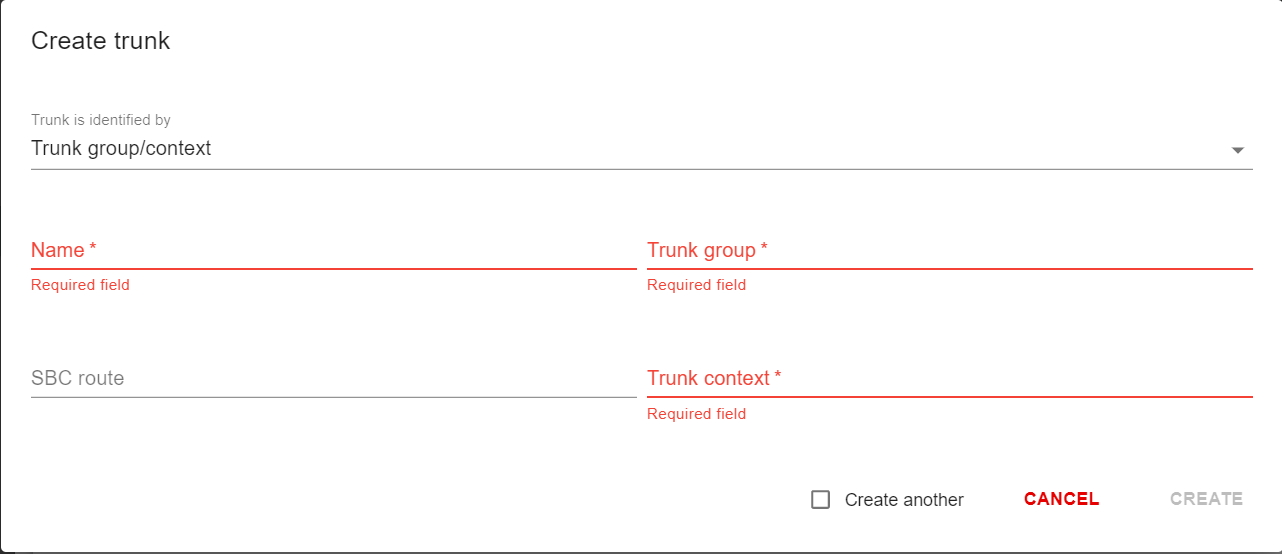 Create trunk
Trunk is identified by
Trunk group/context
Name *
Trunk group *
Required field
Required field
SBC route
Trunk context *
Required field
Create another
CANCEL
CREATE